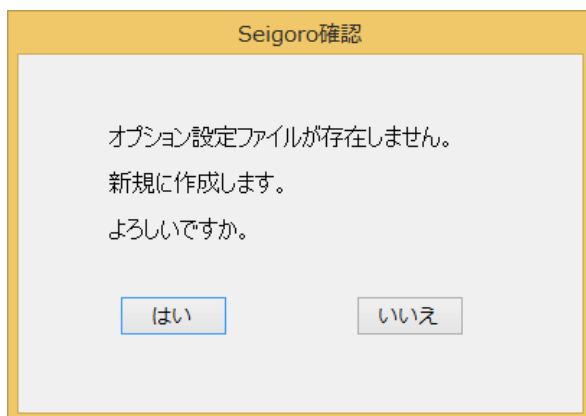 Seigoro確認
オプション設定ファイルが存在しません。
新規に作成します。
よろしいですか。
はい
いいえ